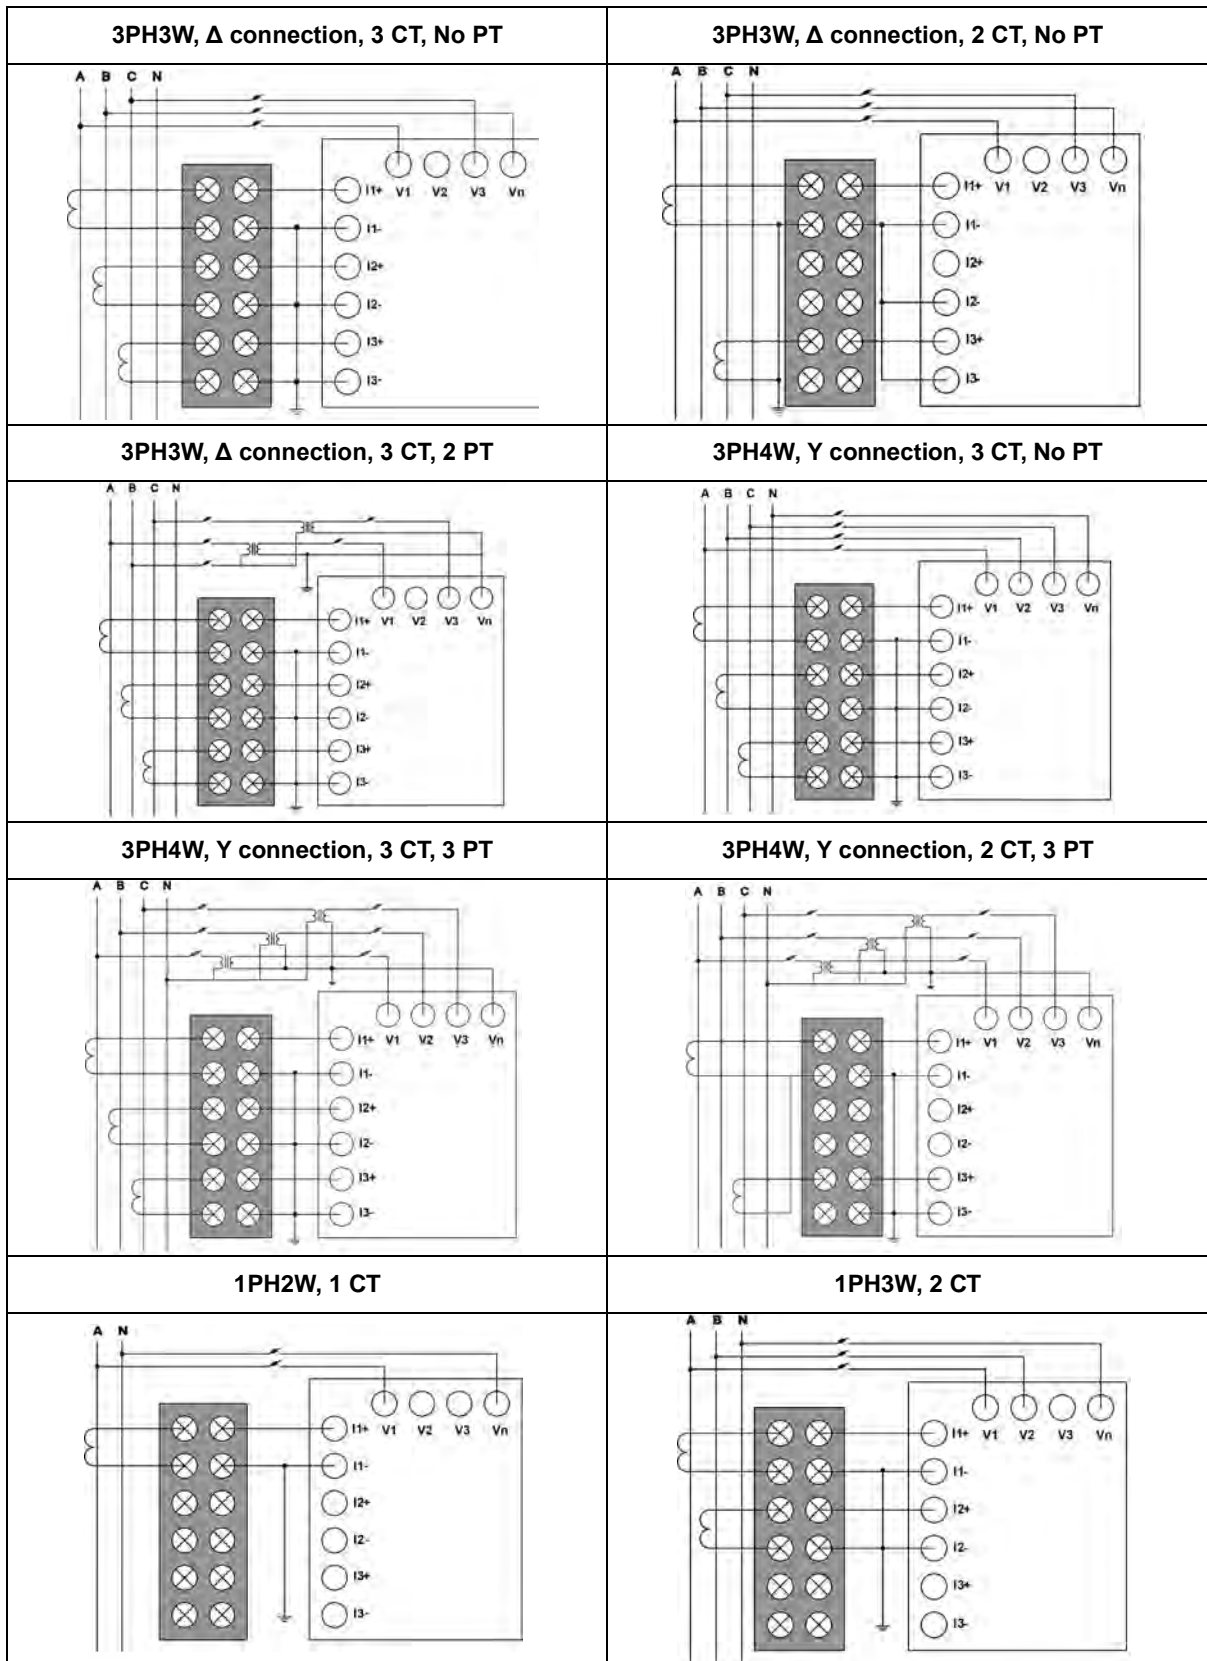 3PH3W, Δ connection, 3 CT, No PT
3PH3W, Δ connection, 2 CT, No PT
A B C N
V1 V2 V3 Vn
I1+
I1-
I2+
I2-
I3+
I3-
A B C N
V1 V2 V3 Vn
I1+
I1-
I2+
I2-
I3+
I3-
3PH3W, Δ connection, 3 CT, 2 PT
3PH4W, Y connection, 3 CT, No PT
A B C N
V1 V2 V3 Vn
I1+
I1-
I2+
I2-
I3+
I3-
A B C N
V1 V2 V3 Vn
I1+
I1-
I2+
I2-
I3+
I3-
3PH4W, Y connection, 3 CT, 3 PT
3PH4W, Y connection, 2 CT, 3 PT
A B C N
I1+ V1 V2 V3 Vn
I1-
I2+
I2-
I3+
I3-
A B C N
I1+ V1 V2 V3 Vn
I1-
I2+
I2-
I3+
I3-
1PH2W, 1 CT
1PH3W, 2 CT
A N
I1+ V1 V2 V3 Vn
I1-
I2+
I2-
I3+
I3-
A B N
I1+ V1 V2 V3 Vn
I1-
I2+
I2-
I3+
I3-